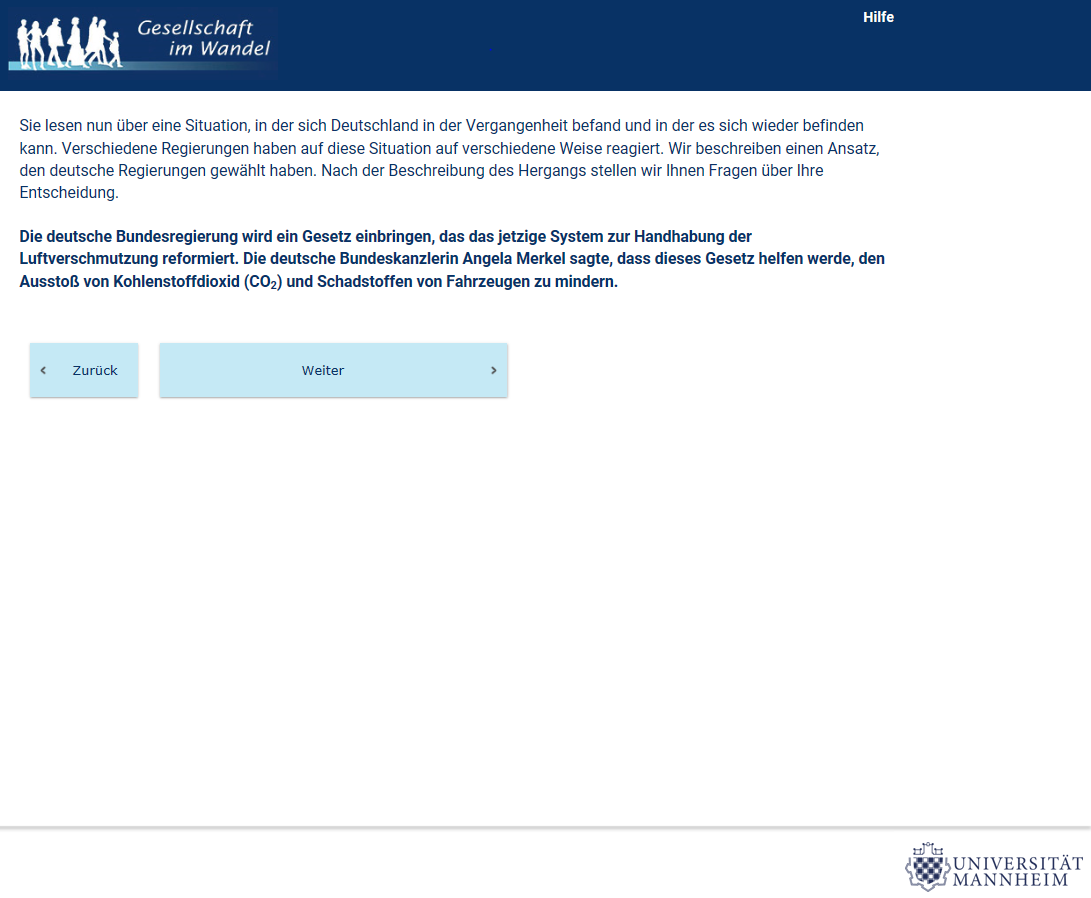 Gesellschaft
im Wandel
Hilfe
Sie lesen nun über eine Situation, in der sich Deutschland in der Vergangenheit befand und in der es sich wieder befinden
kann. Verschiedene Regierungen haben auf diese Situation auf verschiedene Weise reagiert. Wir beschreiben einen Ansatz,
den deutsche Regierungen gewählt haben. Nach der Beschreibung des Hergangs stellen wir Ihnen Fragen über Ihre
Entscheidung.
Die deutsche Bundesregierung wird ein Gesetz einbringen, das das jetzige System zur Handhabung der
Luftverschmutzung reformiert. Die deutsche Bundeskanzlerin Angela Merkel sagte, dass dieses Gesetz helfen werde, den
Ausstoß von Kohlenstoffdioxid (CO₂) und Schadstoffen von Fahrzeugen zu mindern.
Zurück
Weiter
UNIVERSITÄT
MANNHEIM